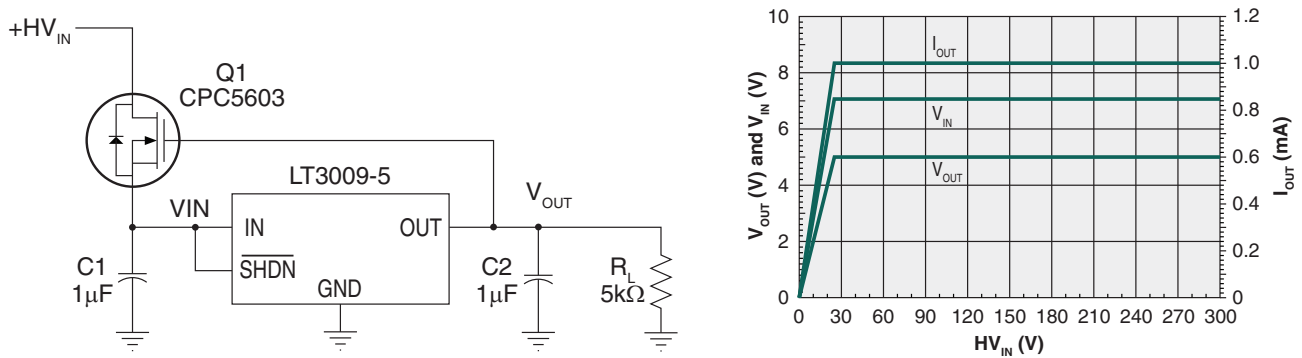 +HV_IN
Q1
CPC5603
LT3009-5
VIN
IN
OUT
V_OUT
SHDN
GND
C1
1μF
C2
1μF
R_L
5kΩ
V_OUT (V) and V_IN (V)
10
8
6
4
2
0
I_OUT
V_IN
V_OUT
1.2
1.0
0.8
0.6
0.4
0.2
0
I_OUT (mA)
0 30 60 90 120 150 180 210 240 270 300
HV_IN (V)